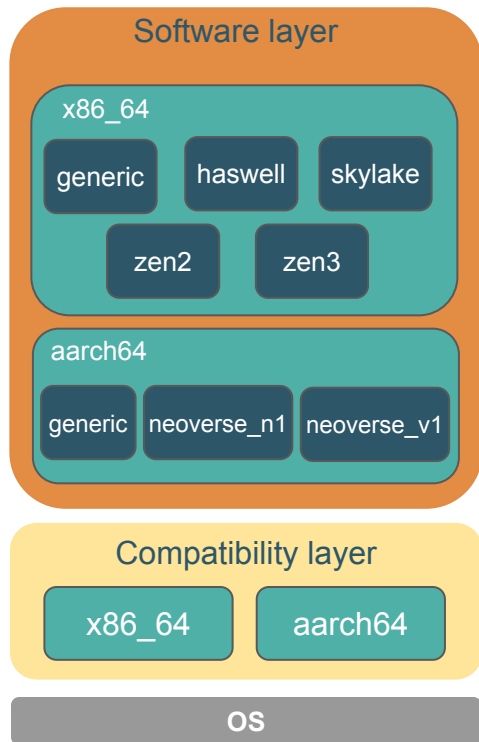 Software layer
x86_64
generic haswell skylake
zen2 zen3
aarch64
generic neoverse_n1 neoverse_v1
Compatibility layer
x86_64 aarch64
OS